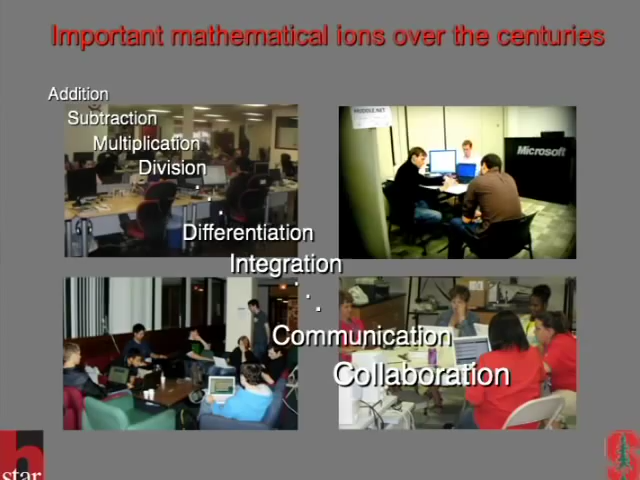 Important mathematical ions over the centuries
Addition
Subtraction
Multiplication
Division
Differentiation
Integration
Communication
Collaboration
Microsoft
h
star
S